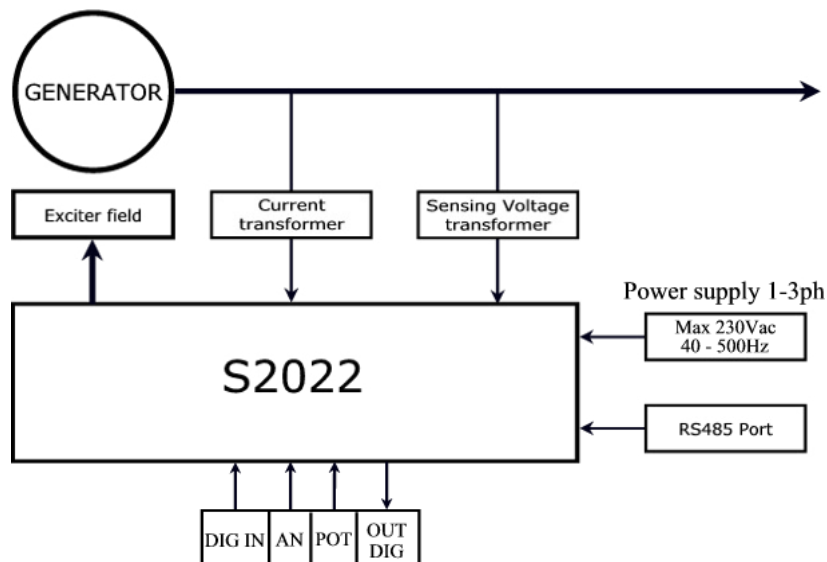 GENERATOR
Exciter field
Current
transformer
Sensing Voltage
transformer
Power supply 1-3ph
Max 230Vac
40 - 500Hz
S2022
RS485 Port
DIG IN
AN
POT
OUT
DIG